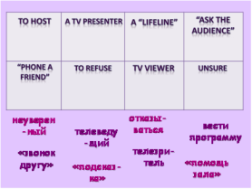 TO HOST
A TV PRESENTER
A "LIFELINE"
"ASK THE
AUDIENCE"
"PHONE A
FRIEND"
TO REFUSE
TV VIEWER
UNSURE
неуверен
-ный
«звонок
другу»
телеведу
-щий
«подсказ-
ка»
отказы-
ваться
телезри-
тель
вести
программу
«помощь
зала»